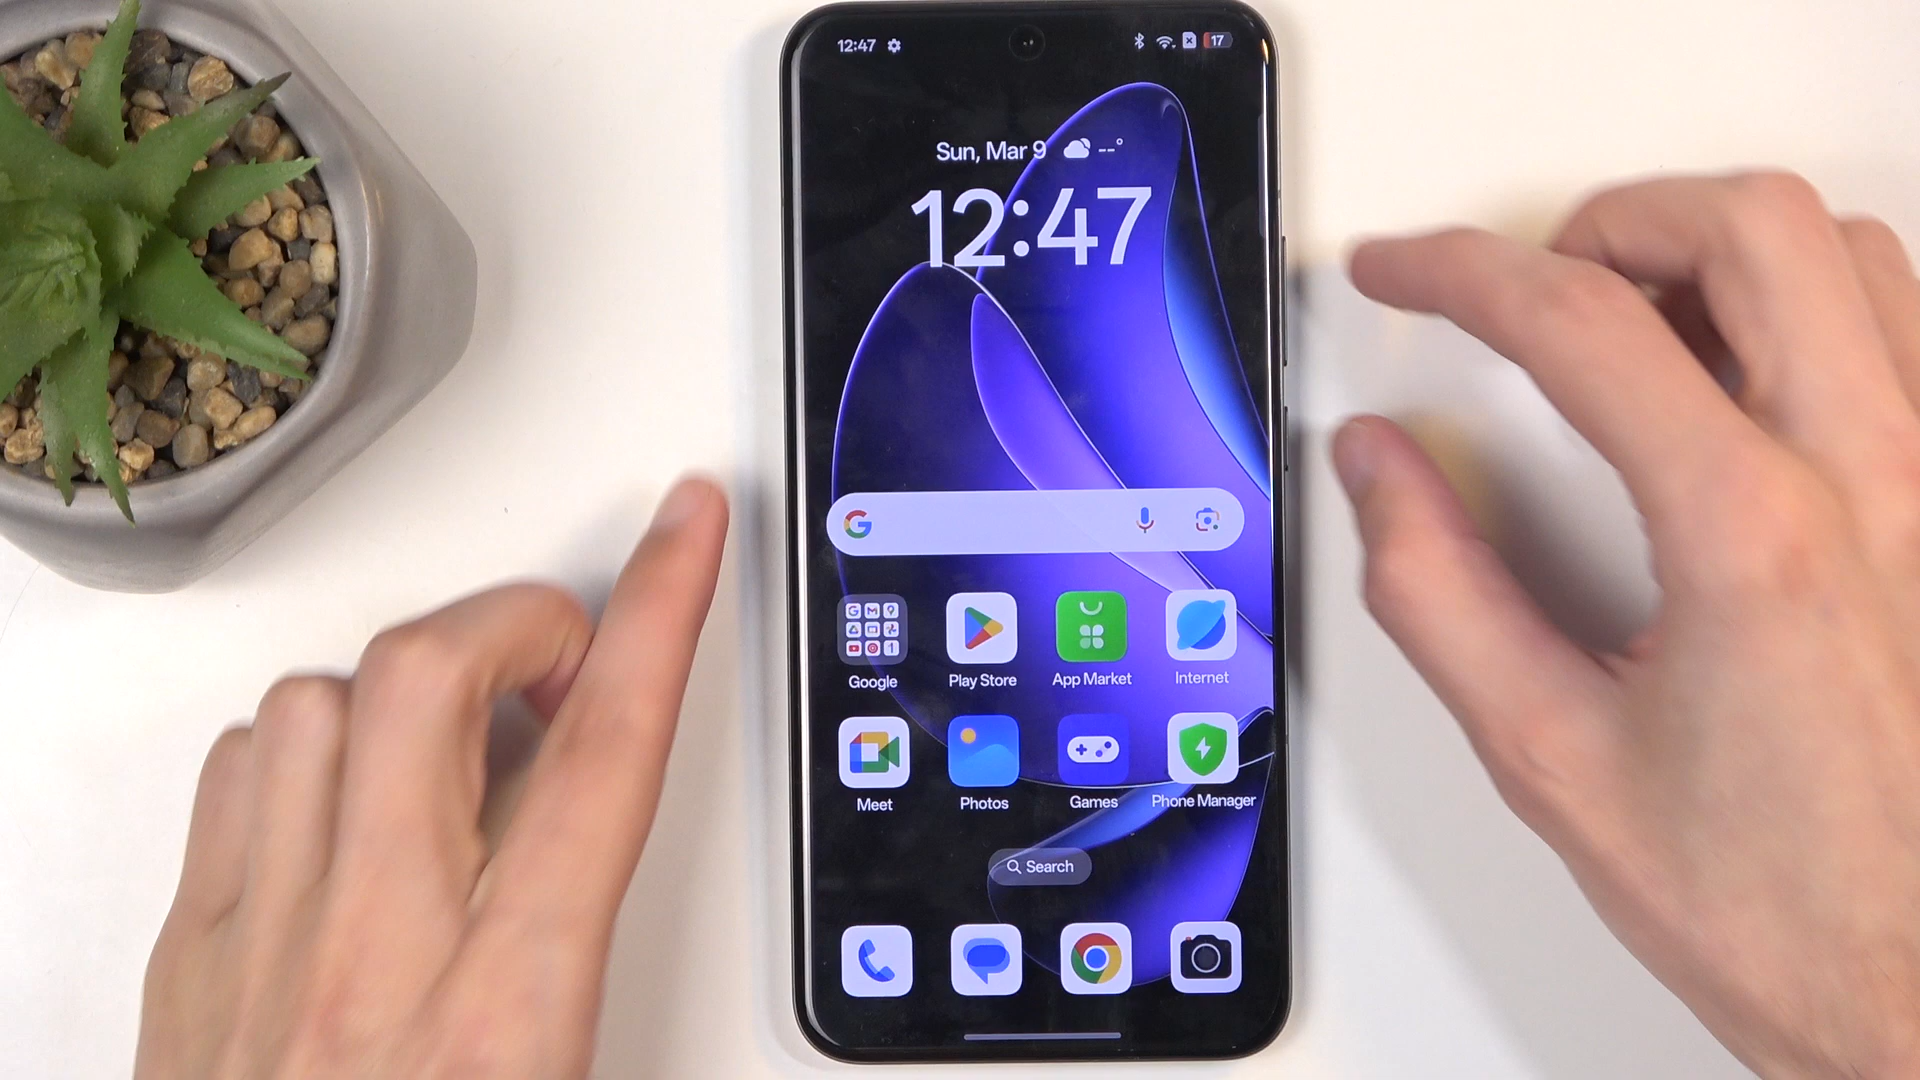 12:47
17
Sun, Mar 9 --°
12:47
Google
Play Store
App Market
Internet
Meet
Photos
Games
Phone Manager
Search